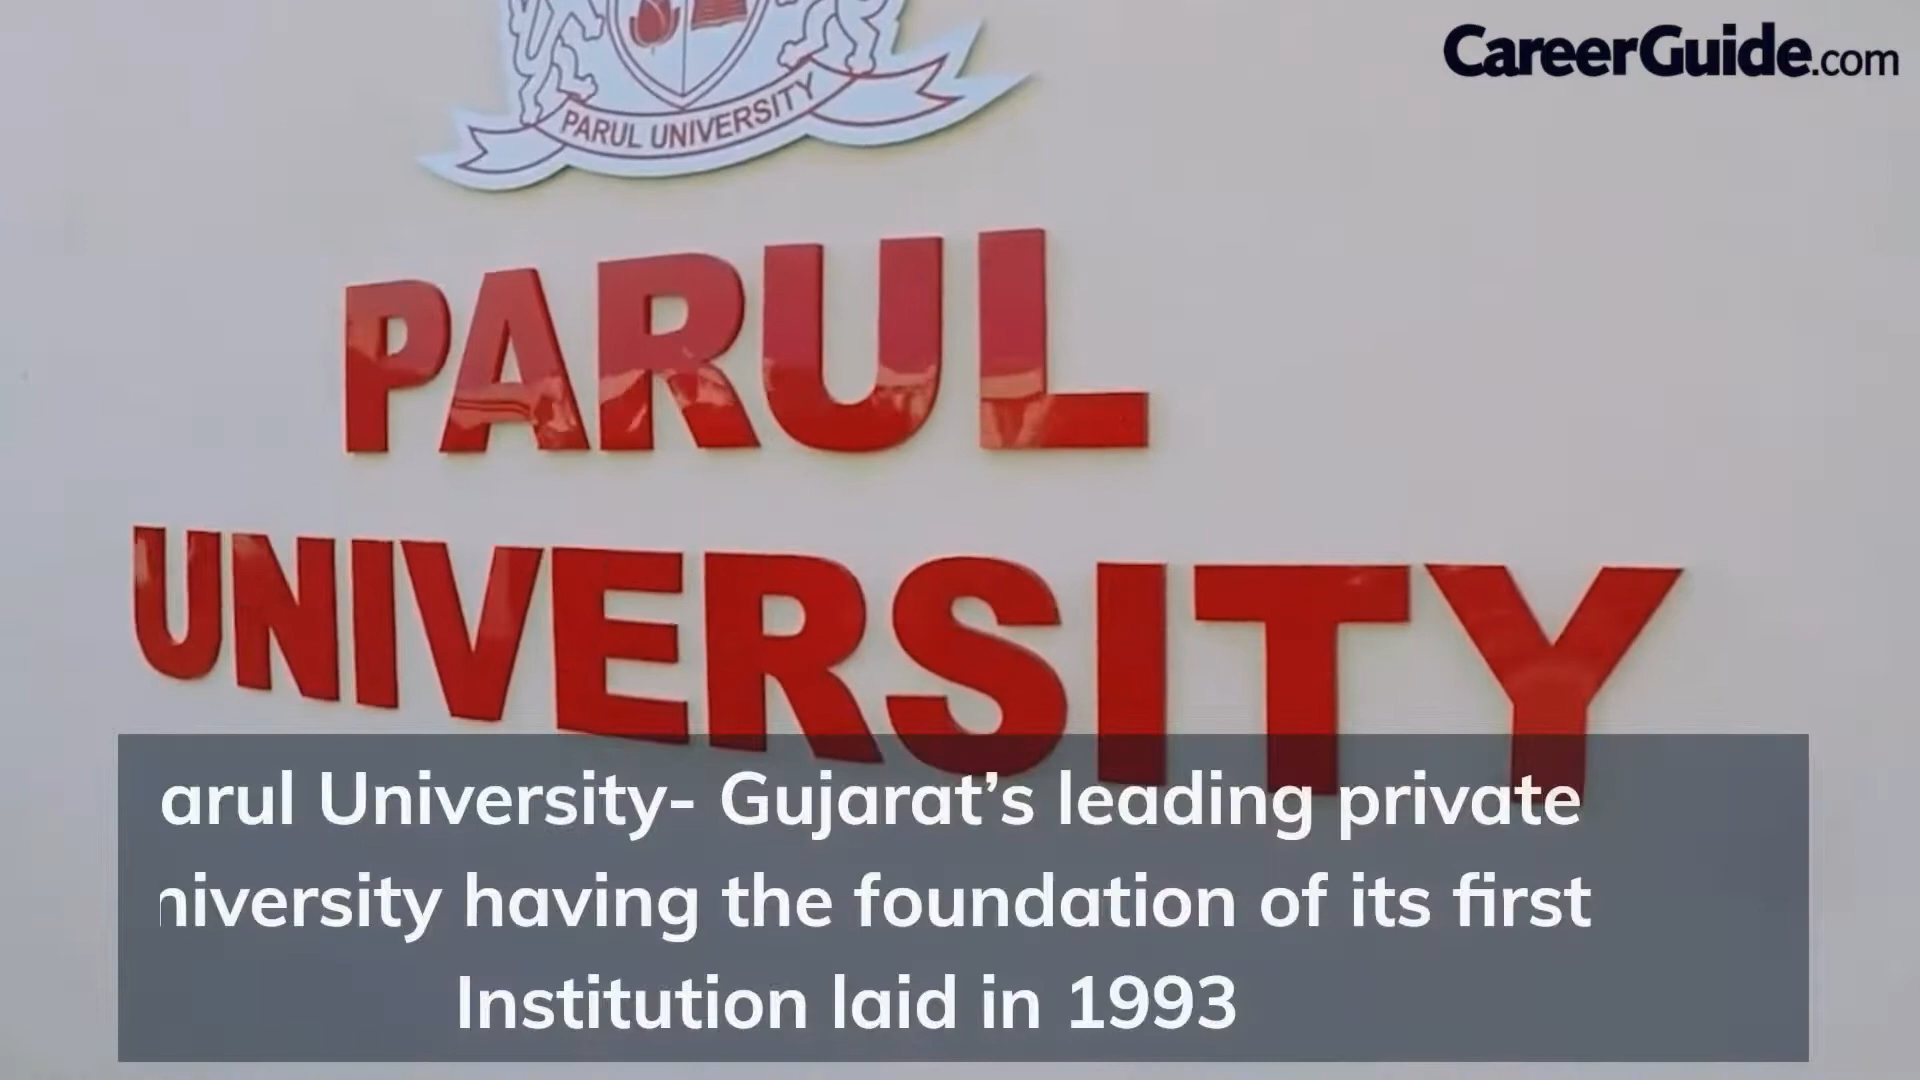 CareerGuide.com
PARUL UNIVERSITY
PARUL
UNIVERSITY
arul University- Gujarat’s leading private
niversity having the foundation of its first
Institution laid in 1993